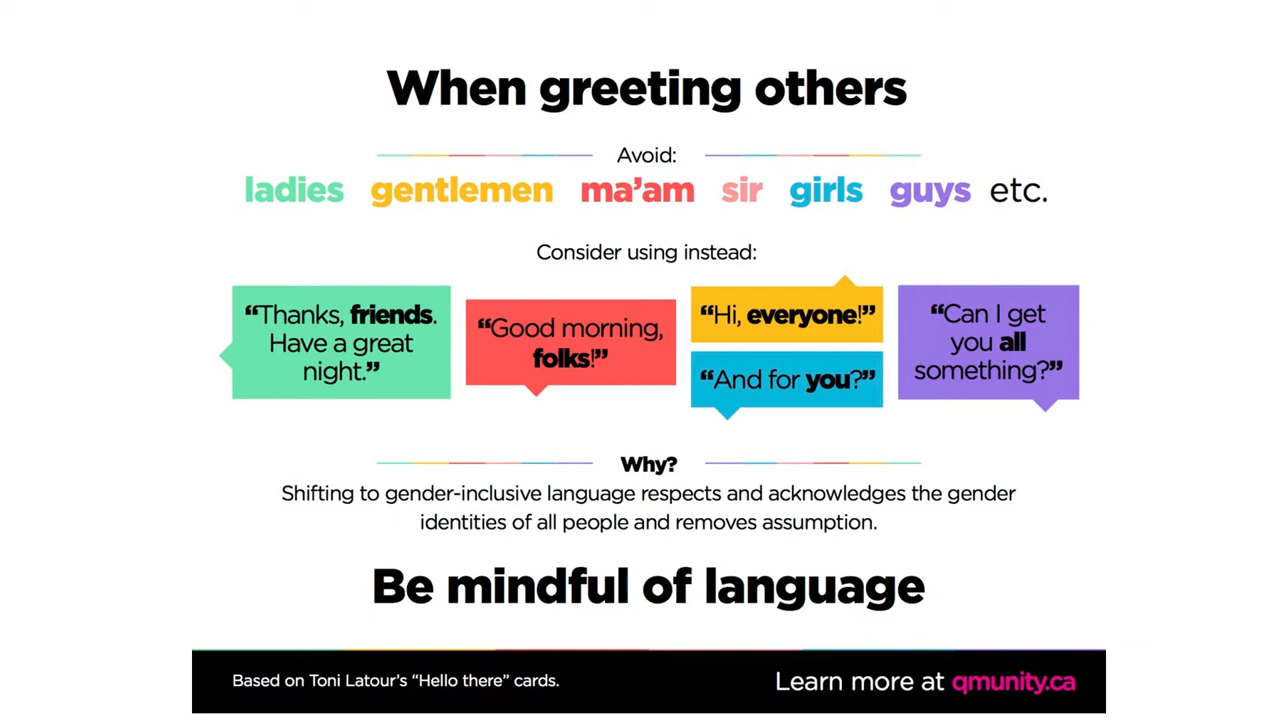 When greeting others
Avoid:
ladies gentlemen ma’am sir girls guys etc.
Consider using instead:
“Thanks, friends.
Have a great
night.”
“Good morning,
folks!”
“Hi, everyone!”
“And for you?”
“Can I get
you all
something?”
Why?
Shifting to gender-inclusive language respects and acknowledges the gender
identities of all people and removes assumption.
Be mindful of language
Based on Toni Latour’s “Hello there” cards.
Learn more at qmunity.ca